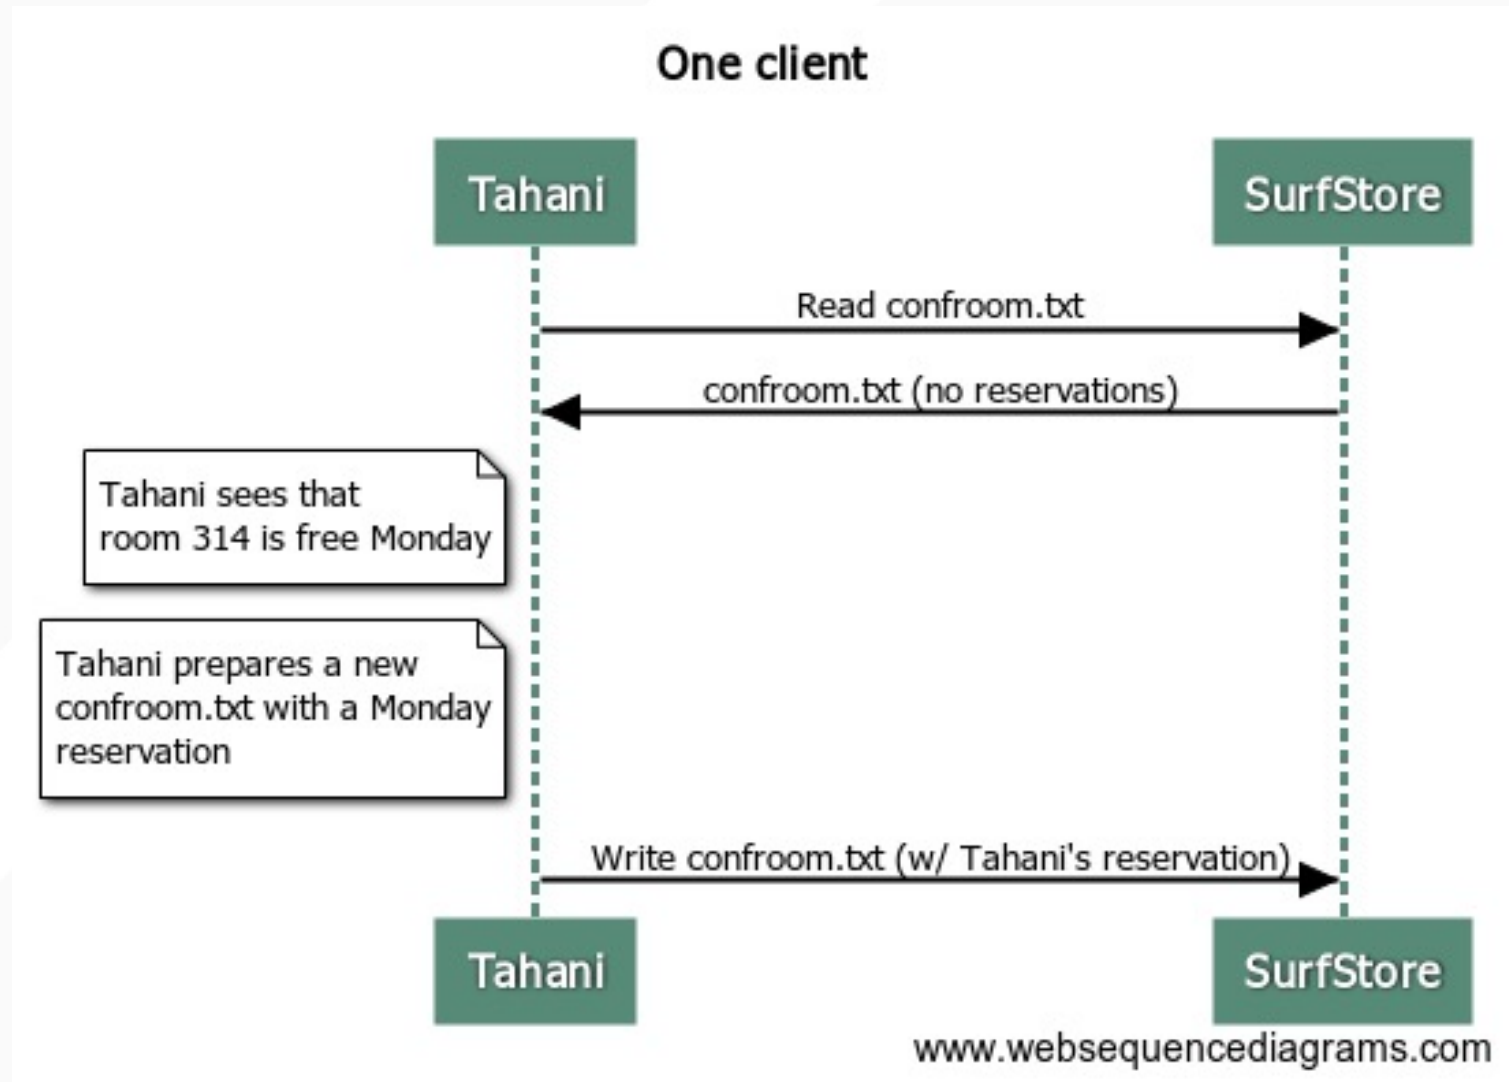 One client
Tahani
SurfStore
Read confroom.txt
confroom.txt (no reservations)
Tahani sees that
room 314 is free Monday
Tahani prepares a new
confroom.txt with a Monday
reservation
Write confroom.txt (w/ Tahani's reservation)
Tahani
SurfStore
www.websequencediagrams.com